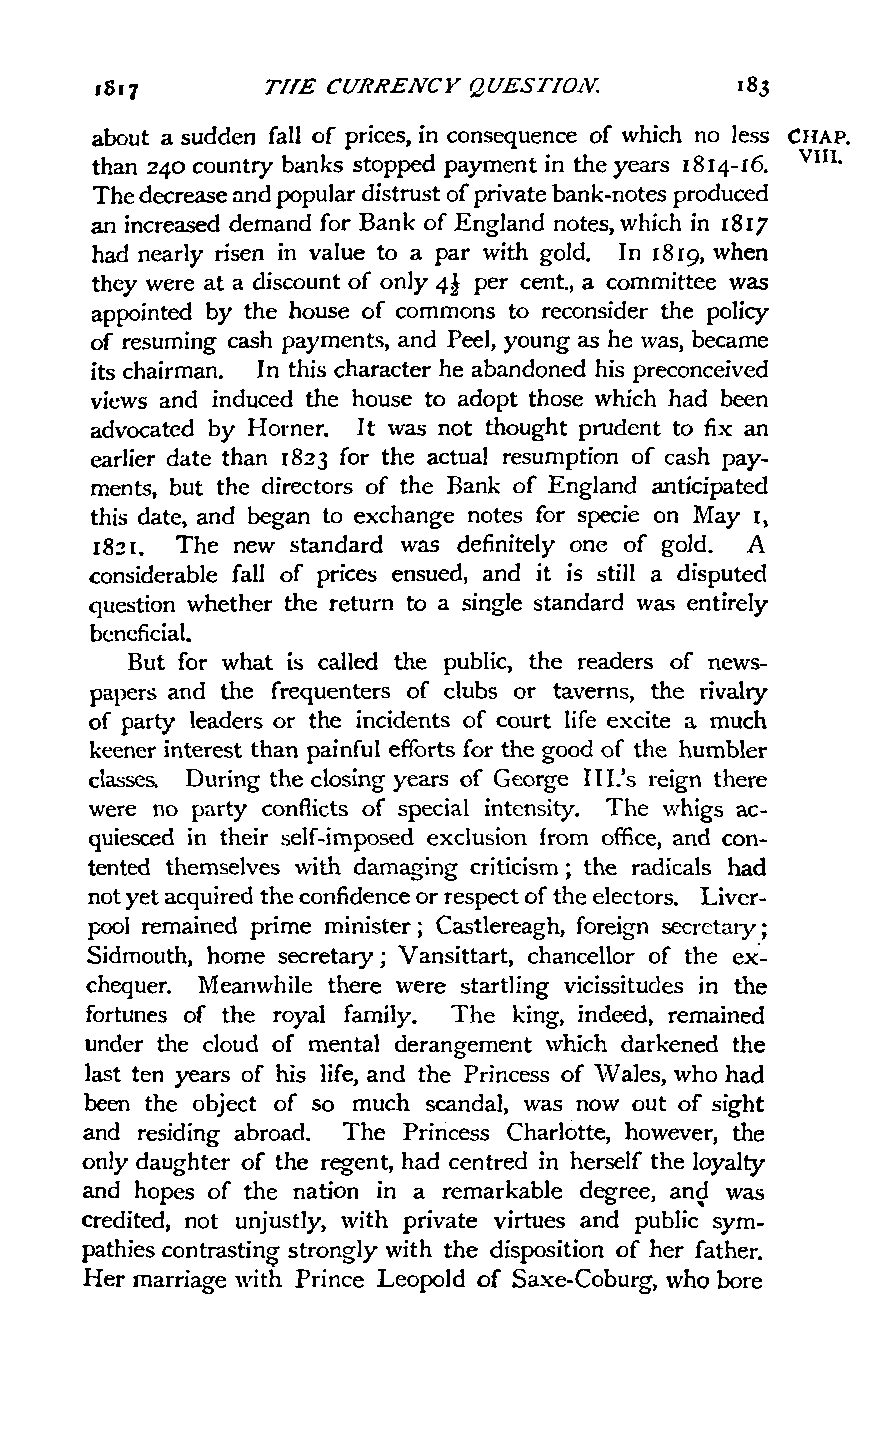 1817 THE CURRENCY QUESTION. 183
about a sudden fall of prices, in consequence of which no less CHAP.
than 240 country banks stopped payment in the years 1814-16. VIII.
The decrease and popular distrust of private bank-notes produced
an increased demand for Bank of England notes, which in 1817
had nearly risen in value to a par with gold. In 1819, when
they were at a discount of only 4½ per cent., a committee was
appointed by the house of commons to reconsider the policy
of resuming cash payments, and Peel, young as he was, became
its chairman. In this character he abandoned his preconceived
views and induced the house to adopt those which had been
advocated by Horner. It was not thought prudent to fix an
earlier date than 1823 for the actual resumption of cash pay-
ments, but the directors of the Bank of England anticipated
this date, and began to exchange notes for specie on May 1,
1821. The new standard was definitely one of gold. A
considerable fall of prices ensued, and it is still a disputed
question whether the return to a single standard was entirely
beneficial.
But for what is called the public, the readers of news-
papers and the frequenters of clubs or taverns, the rivalry
of party leaders or the incidents of court life excite a much
keener interest than painful efforts for the good of the humbler
classes. During the closing years of George III.'s reign there
were no party conflicts of special intensity. The whigs ac-
quiesced in their self-imposed exclusion from office, and con-
tented themselves with damaging criticism; the radicals had
not yet acquired the confidence or respect of the electors. Liver-
pool remained prime minister; Castlereagh, foreign secretary;
Sidmouth, home secretary; Vansittart, chancellor of the ex-
chequer. Meanwhile there were startling vicissitudes in the
fortunes of the royal family. The king, indeed, remained
under the cloud of mental derangement which darkened the
last ten years of his life, and the Princess of Wales, who had
been the object of so much scandal, was now out of sight
and residing abroad. The Princess Charlotte, however, the
only daughter of the regent, had centred in herself the loyalty
and hopes of the nation in a remarkable degree, and was
credited, not unjustly, with private virtues and public sym-
pathies contrasting strongly with the disposition of her father.
Her marriage with Prince Leopold of Saxe-Coburg, who bore